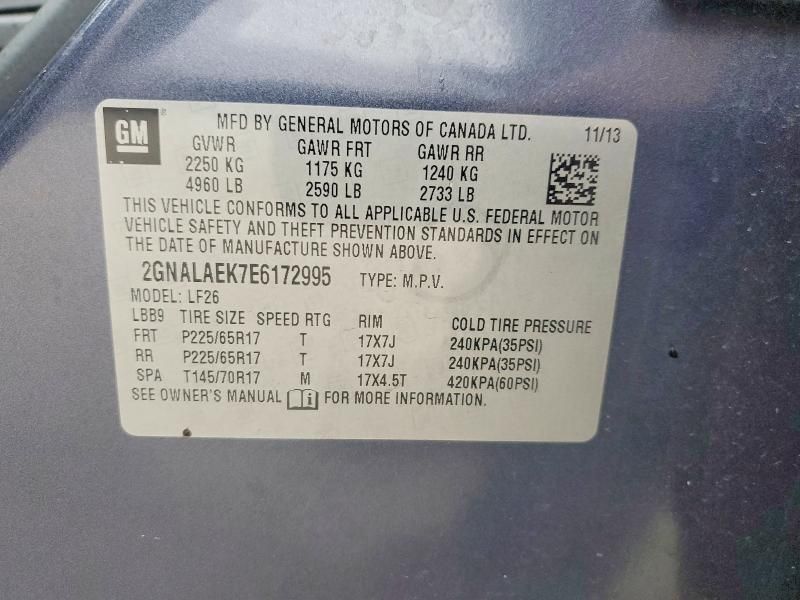 GM
MFD BY GENERAL MOTORS OF CANADA LTD. 11/13
GVWR GAWR FRT GAWR RR
2250 KG 1175 KG 1240 KG
4960 LB 2590 LB 2733 LB
THIS VEHICLE CONFORMS TO ALL APPLICABLE U.S. FEDERAL MOTOR
VEHICLE SAFETY AND THEFT PREVENTION STANDARDS IN EFFECT ON
THE DATE OF MANUFACTURE SHOWN ABOVE.
2GNALAEK7E6172995 TYPE: M.P.V.
MODEL: LF26
LBB9 TIRE SIZE SPEED RTG RIM COLD TIRE PRESSURE
FRT P225/65R17 T 17X7J 240KPA(35PSI)
RR P225/65R17 T 17X7J 240KPA(35PSI)
SPA T145/70R17 M 17X4.5T 420KPA(60PSI)
SEE OWNER'S MANUAL FOR MORE INFORMATION.